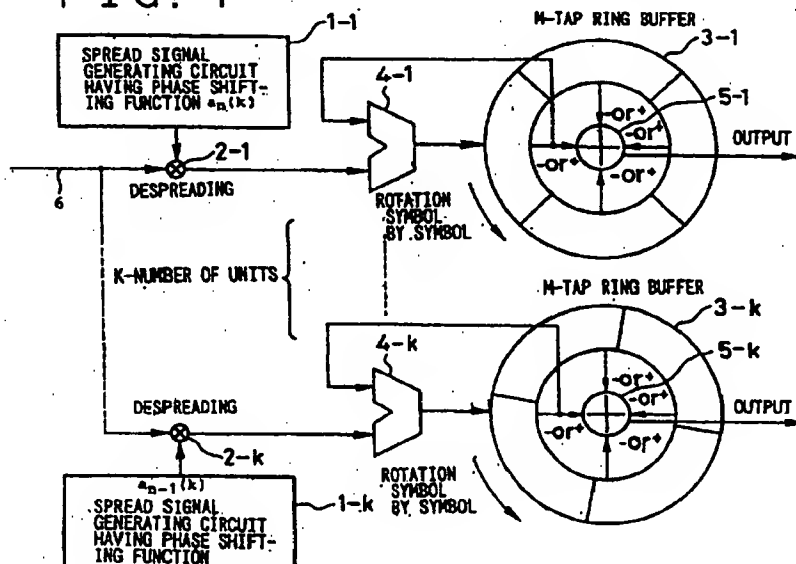 M-TAP RING BUFFER
1-1
SPREAD SIGNAL
GENERATING CIRCUIT
HAVING PHASE SHIFT-
ING FUNCTION an(k)
3-1
4-1
5-1
-or+
-or+
-or+
-or+
OUTPUT
2-1
6
DESPREADING
ROTATION
SYMBOL
BY SYMBOL
K-NUMBER OF UNITS
M-TAP RING BUFFER
3-k
4-k
5-k
-or+
-or+
-or+
-or+
OUTPUT
DESPREADING
2-k
an-1(k)
ROTATION
SYMBOL
BY SYMBOL
1-k
SPREAD SIGNAL
GENERATING CIRCUIT
HAVING PHASE SHIFT-
ING FUNCTION